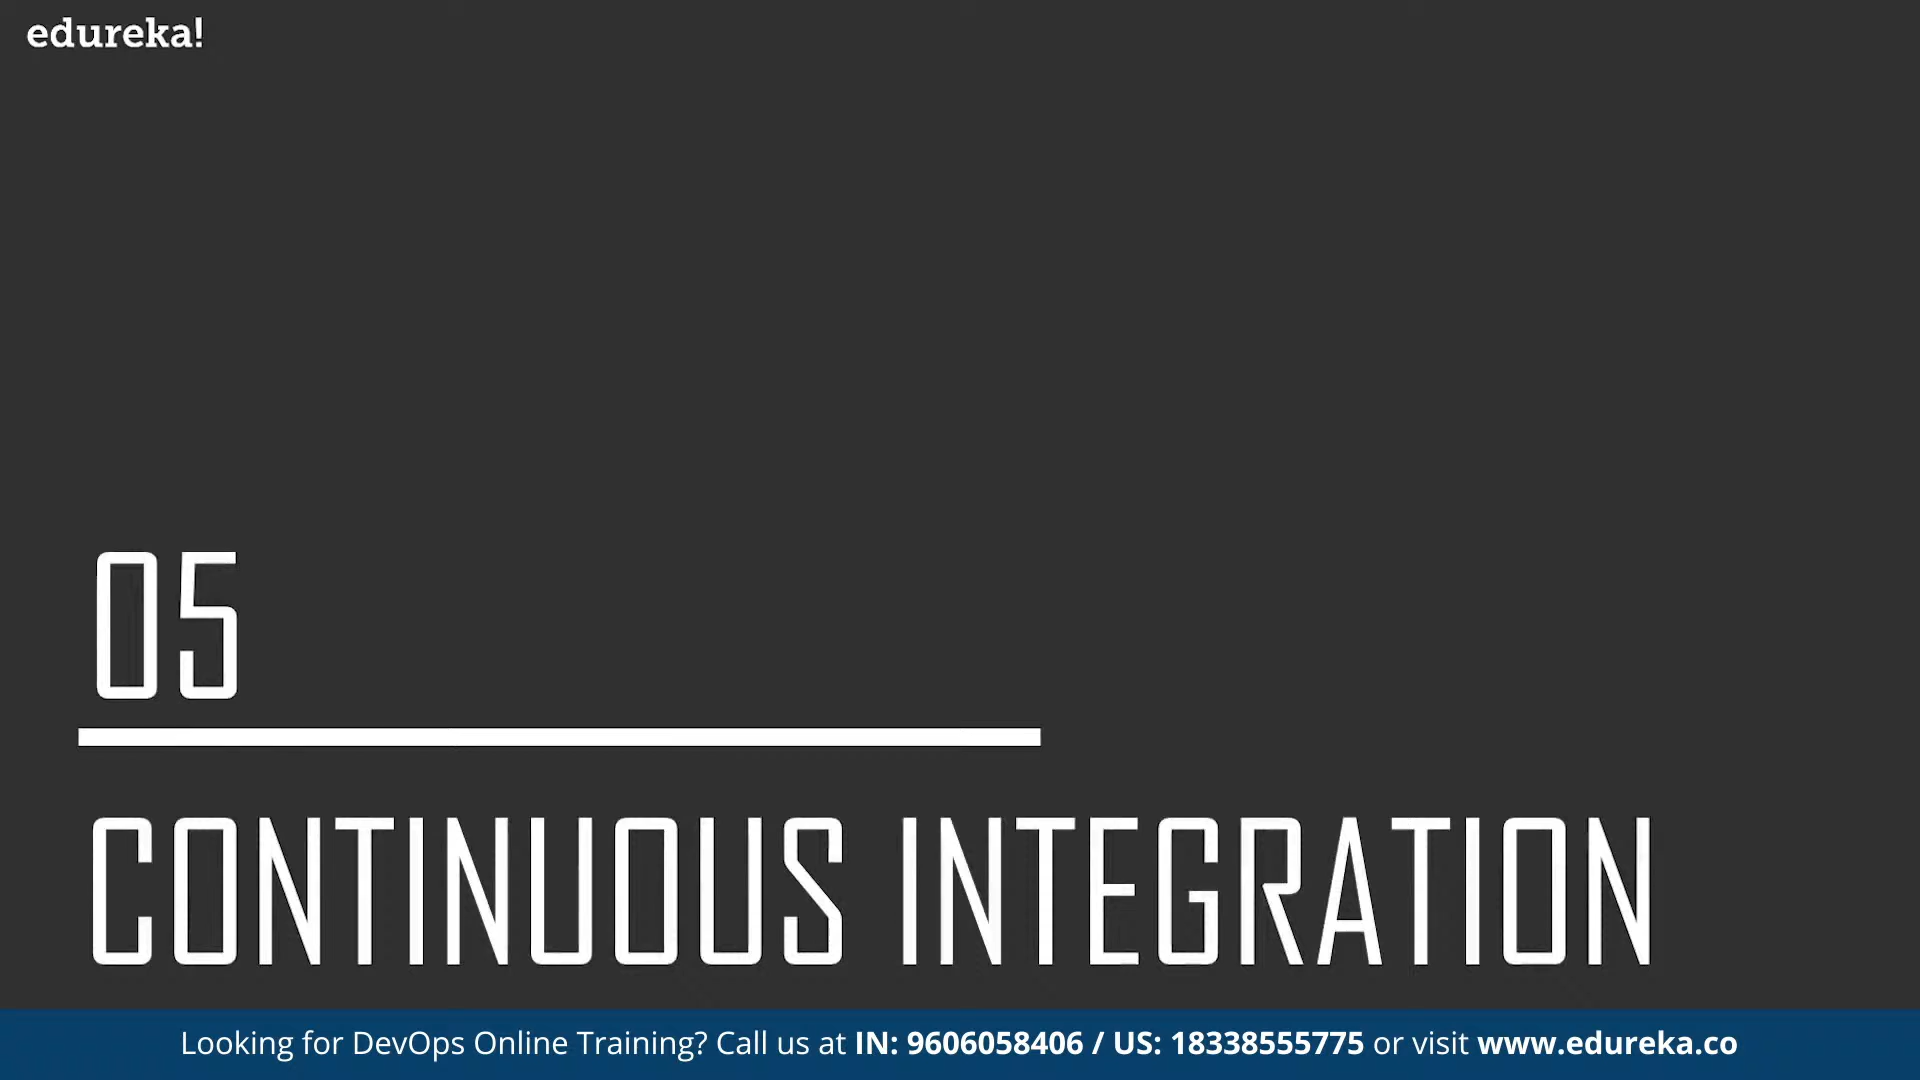 edureka!
05
CONTINUOUS INTEGRATION
Looking for DevOps Online Training? Call us at IN: 9606058406 / US: 18338555775 or visit www.edureka.co